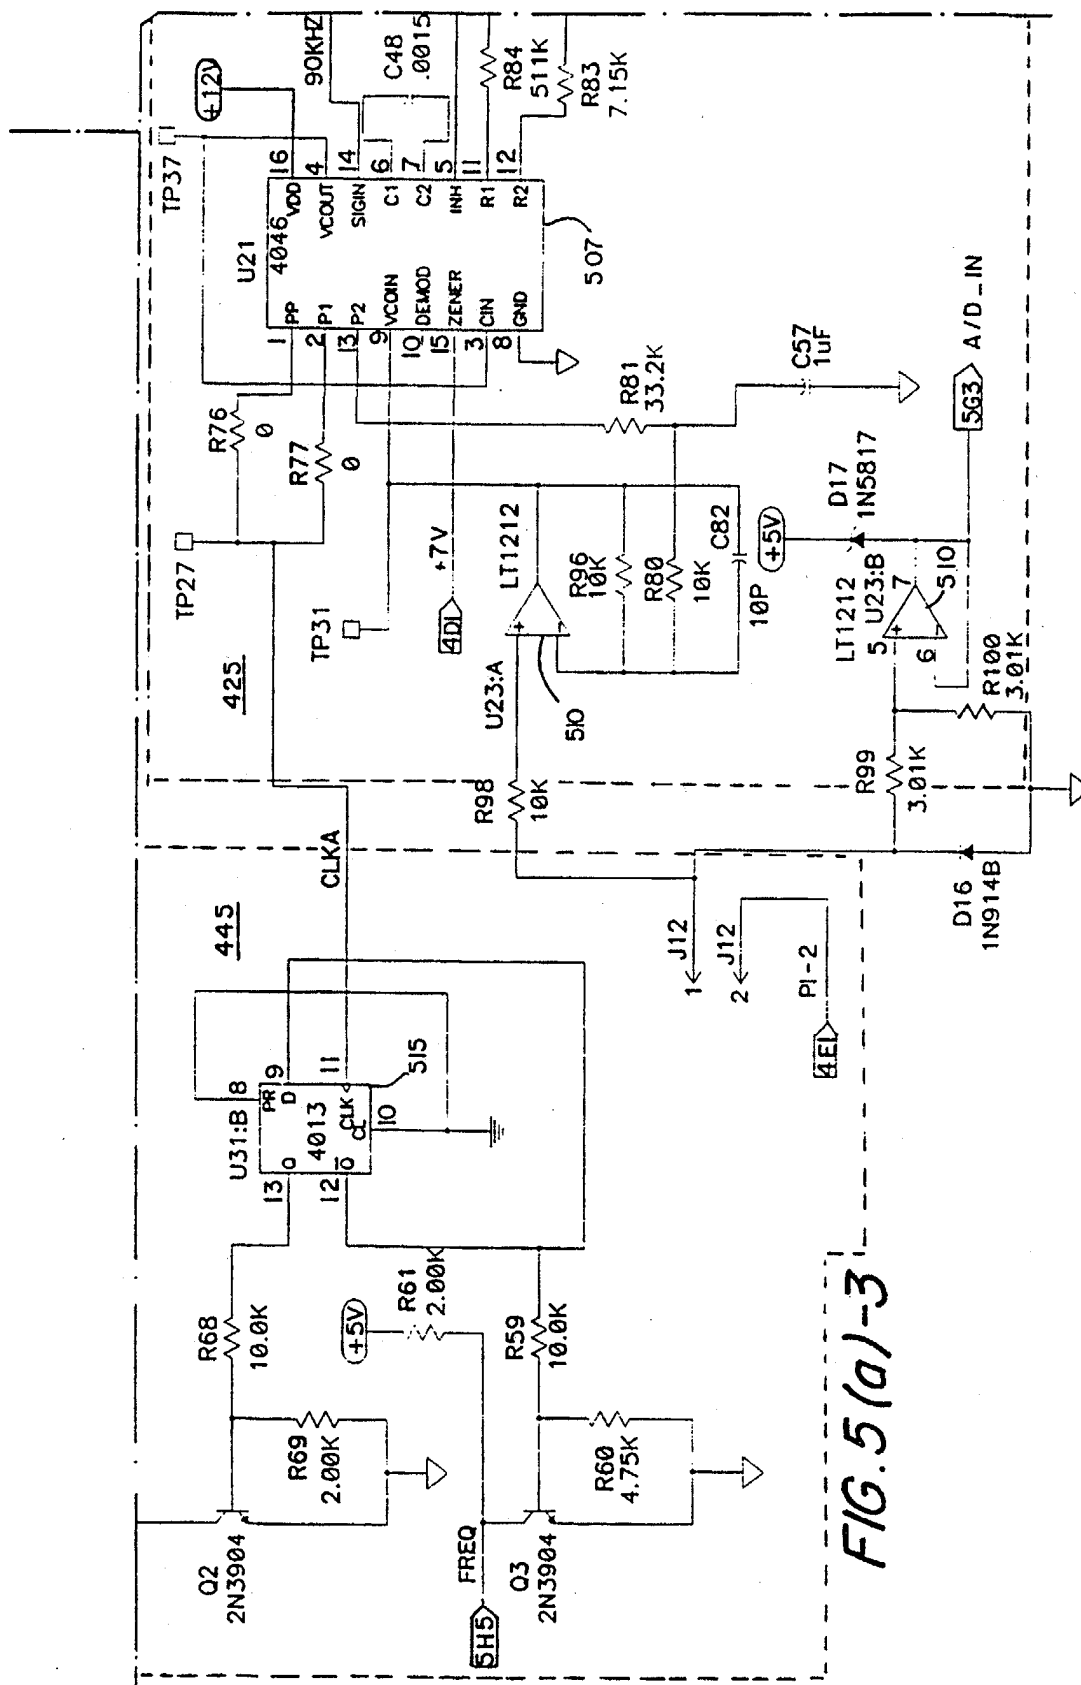 TP37
+12V
90KHZ
C48
.0015
R84
511K
R83
7.15K
16
4
14
6
7
5
11
12
U21
4046
VDD
VCOUT
SIGIN
C1
C2
INH
R1
R2
PP
P1
P2
VCOIN
DEMOD
ZENER
CIN
GND
507
1
2
13
9
10
15
3
8
R76
0
R77
0
TP27
TP31
425
R81
33.2K
C57
1uF
5G3
A/D_IN
4D1
+7V
LT1212
U23:A
+
-
510
R96
10K
R80
10K
C82
10P
+5V
D17
1N5817
LT1212
U23:B
5
6
7
+
-
510
R98
10K
R99
3.01K
R100
3.01K
D16
1N914B
CLKA
445
U31:B
4013
PR
D
CLK
CL
Q
Q̅
8
9
11
10
13
12
515
J12
1
J12
2
P1-2
4E1
R68
10.0K
R69
2.00K
+5V
R61
2.00K
R59
10.0K
R60
4.75K
Q2
2N3904
FREQ
5H5
Q3
2N3904
FIG. 5(a)-3